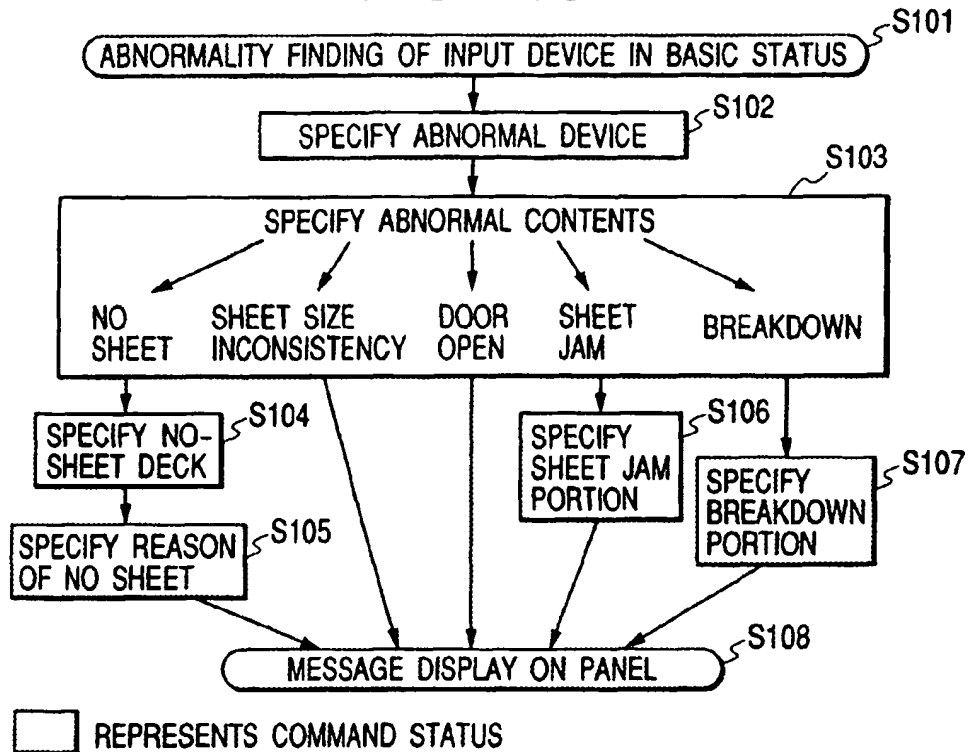 S101
ABNORMALITY FINDING OF INPUT DEVICE IN BASIC STATUS
S102
SPECIFY ABNORMAL DEVICE
S103
SPECIFY ABNORMAL CONTENTS
NO
SHEET
SHEET SIZE
INCONSISTENCY
DOOR
OPEN
SHEET
JAM
BREAKDOWN
S104
SPECIFY NO-
SHEET DECK
S105
SPECIFY REASON
OF NO SHEET
S106
SPECIFY
SHEET JAM
PORTION
S107
SPECIFY
BREAKDOWN
PORTION
S108
MESSAGE DISPLAY ON PANEL
REPRESENTS COMMAND STATUS